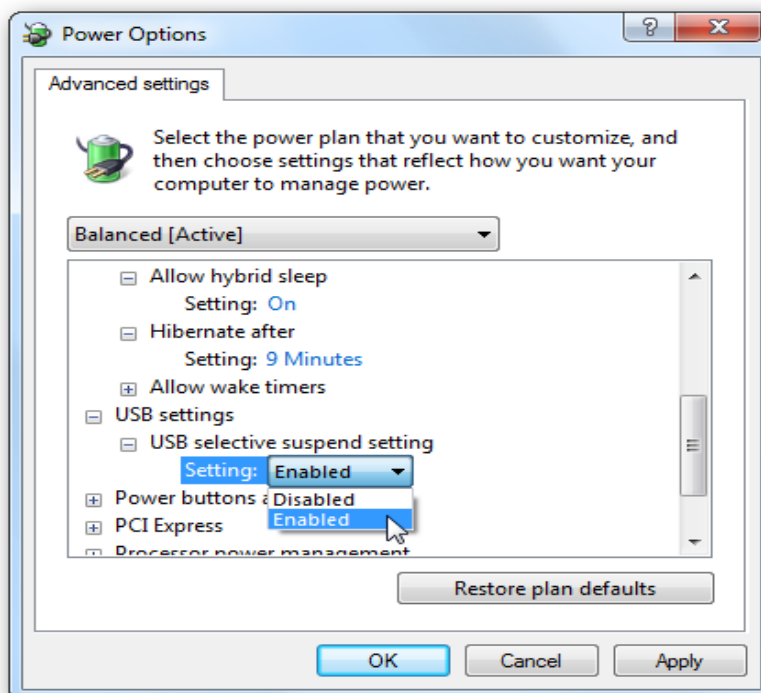 Power Options
Advanced settings
Select the power plan that you want to customize, and
then choose settings that reflect how you want your
computer to manage power.
Balanced [Active]
Allow hybrid sleep
Setting: On
Hibernate after
Setting: 9 Minutes
Allow wake timers
USB settings
USB selective suspend setting
Setting: Enabled
Power buttons a
Disabled
Enabled
PCI Express
Processor power management
Restore plan defaults
OK Cancel Apply